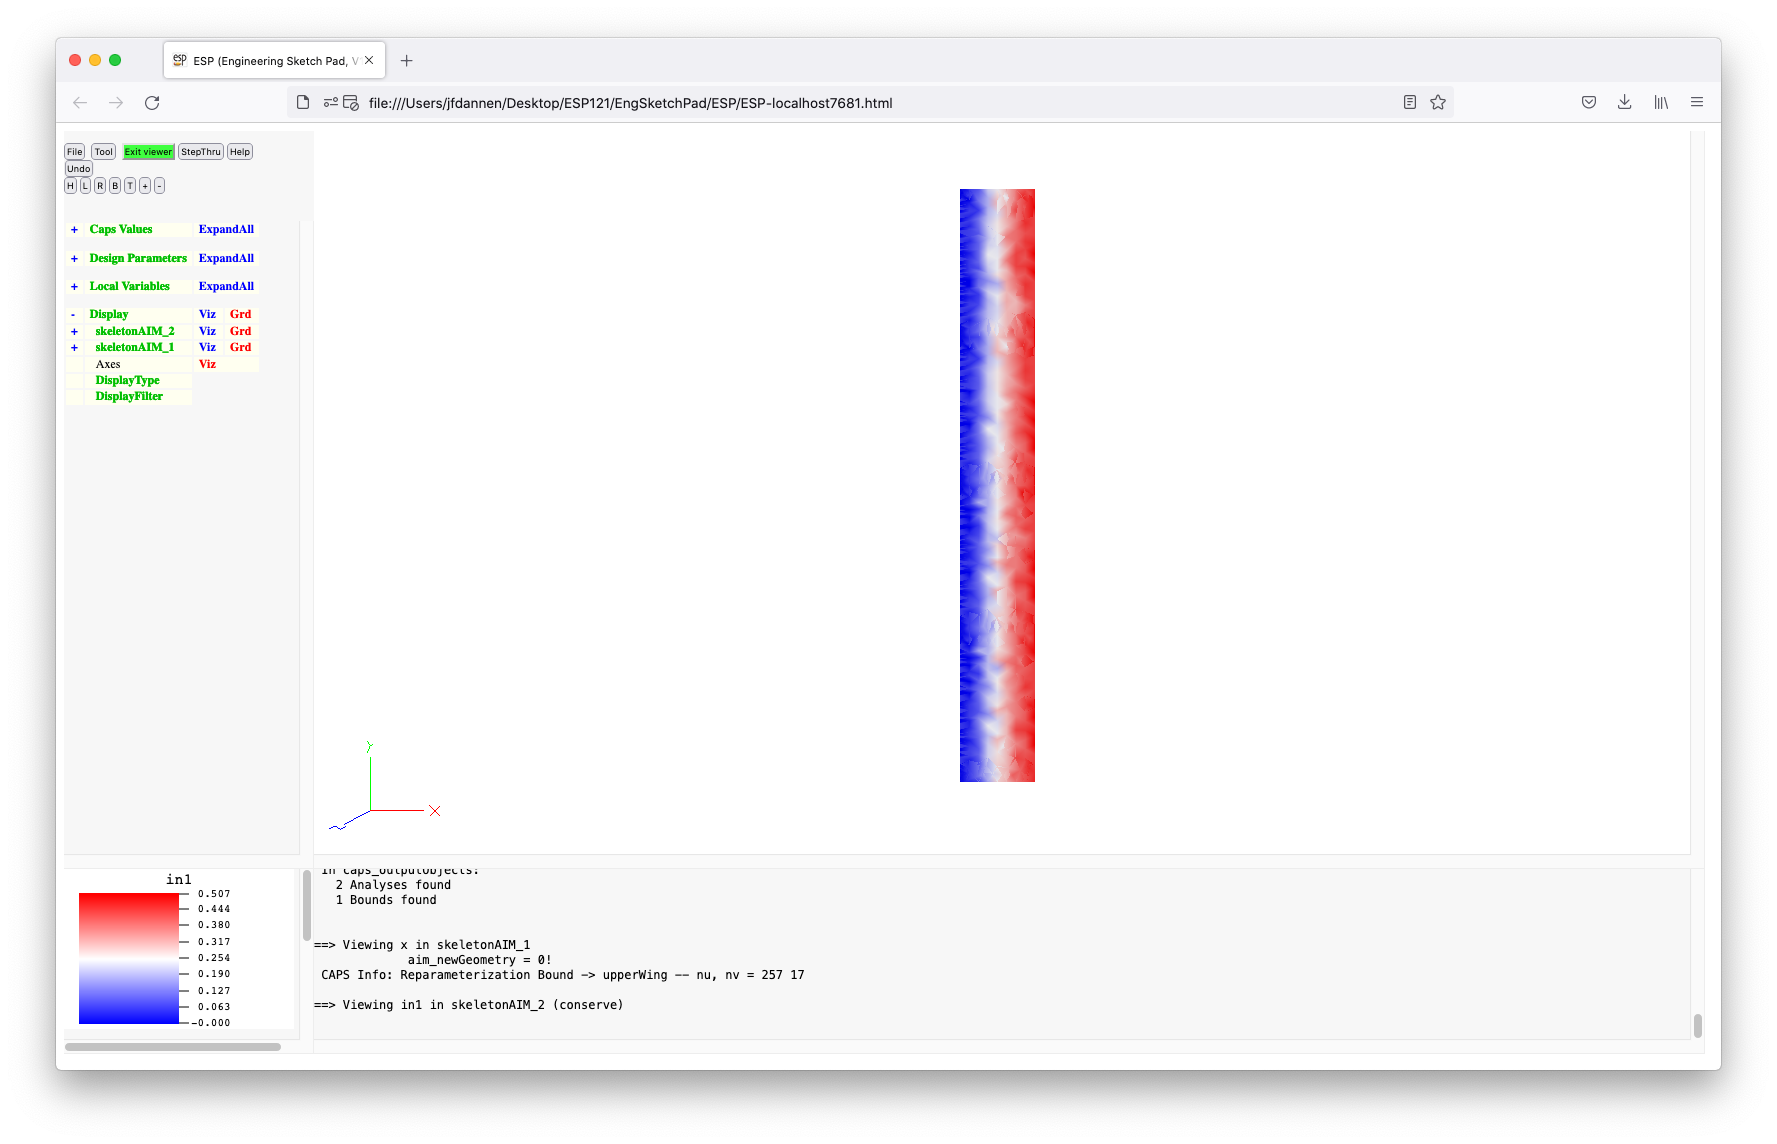 ESP (Engineering Sketch Pad, V
file:///Users/jfdannen/Desktop/ESP121/EngSketchPad/ESP/ESP-localhost7681.html
File Tool Exit viewer StepThru Help
Undo
H L R B T + -
+ Caps Values ExpandAll
+ Design Parameters ExpandAll
+ Local Variables ExpandAll
- Display Viz Grd
+ skeletonAIM_2 Viz Grd
+ skeletonAIM_1 Viz Grd
Axes Viz
DisplayType
DisplayFilter
Y
X
in1
0.507
0.444
0.380
0.317
0.254
0.190
0.127
0.063
-0.000
In caps_outputObjects:
2 Analyses found
1 Bounds found
==> Viewing x in skeletonAIM_1
aim_newGeometry = 0!
CAPS Info: Reparameterization Bound -> upperWing -- nu, nv = 257 17
==> Viewing in1 in skeletonAIM_2 (conserve)